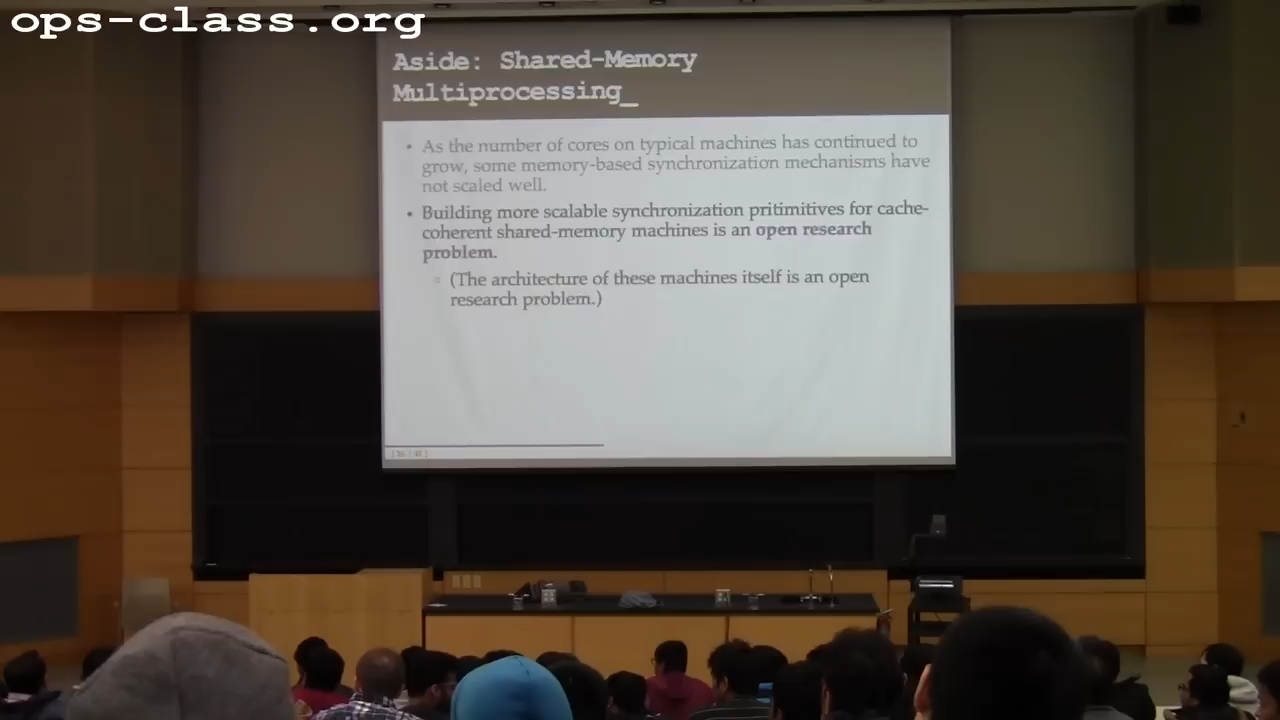 ops-class.org
Aside: Shared-Memory
Multiprocessing_
• As the number of cores on typical machines has continued to
grow, some memory-based synchronization mechanisms have
not scaled well.
• Building more scalable synchronization pritimitives for cache-
coherent shared-memory machines is an open research
problem.
◦ (The architecture of these machines itself is an open
research problem.)